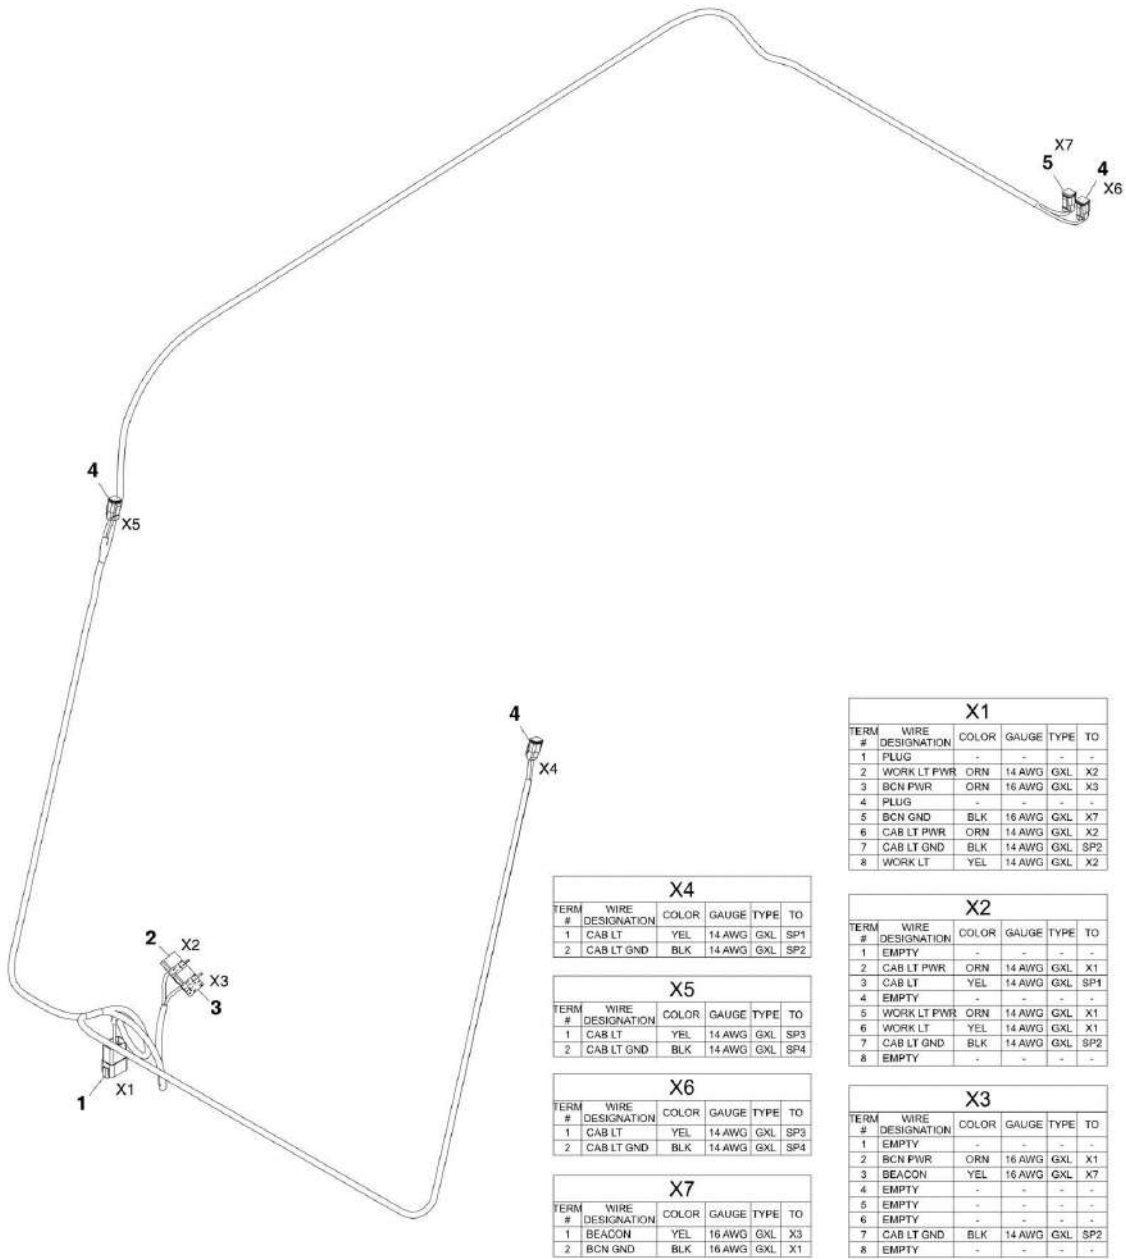 X7
5 4
X6
4
X5
4
X4
2 X2
X3
3
1 X1
X1
TERM # WIRE DESIGNATION COLOR GAUGE TYPE TO
1 PLUG - - - -
2 WORK LT PWR ORN 14 AWG GXL X2
3 BCN PWR ORN 16 AWG GXL X3
4 PLUG - - - -
5 BCN GND BLK 16 AWG GXL X7
6 CAB LT PWR ORN 14 AWG GXL X2
7 CAB LT GND BLK 14 AWG GXL SP2
8 WORK LT YEL 14 AWG GXL X2
X4
TERM # WIRE DESIGNATION COLOR GAUGE TYPE TO
1 CAB LT YEL 14 AWG GXL SP1
2 CAB LT GND BLK 14 AWG GXL SP2
X2
TERM # WIRE DESIGNATION COLOR GAUGE TYPE TO
1 EMPTY - - - -
2 CAB LT PWR ORN 14 AWG GXL X1
3 CAB LT YEL 14 AWG GXL SP1
4 EMPTY - - - -
5 WORK LT PWR ORN 14 AWG GXL X1
6 WORK LT YEL 14 AWG GXL X1
7 CAB LT GND BLK 14 AWG GXL SP2
8 EMPTY - - - -
X5
TERM # WIRE DESIGNATION COLOR GAUGE TYPE TO
1 CAB LT YEL 14 AWG GXL SP3
2 CAB LT GND BLK 14 AWG GXL SP4
X6
TERM # WIRE DESIGNATION COLOR GAUGE TYPE TO
1 CAB LT YEL 14 AWG GXL SP3
2 CAB LT GND BLK 14 AWG GXL SP4
X3
TERM # WIRE DESIGNATION COLOR GAUGE TYPE TO
1 EMPTY - - - -
2 BCN PWR ORN 16 AWG GXL X1
3 BEACON YEL 16 AWG GXL X7
4 EMPTY - - - -
5 EMPTY - - - -
6 EMPTY - - - -
7 CAB LT GND BLK 14 AWG GXL SP2
8 EMPTY - - - -
X7
TERM # WIRE DESIGNATION COLOR GAUGE TYPE TO
1 BEACON YEL 16 AWG GXL X3
2 BCN GND BLK 16 AWG GXL X1